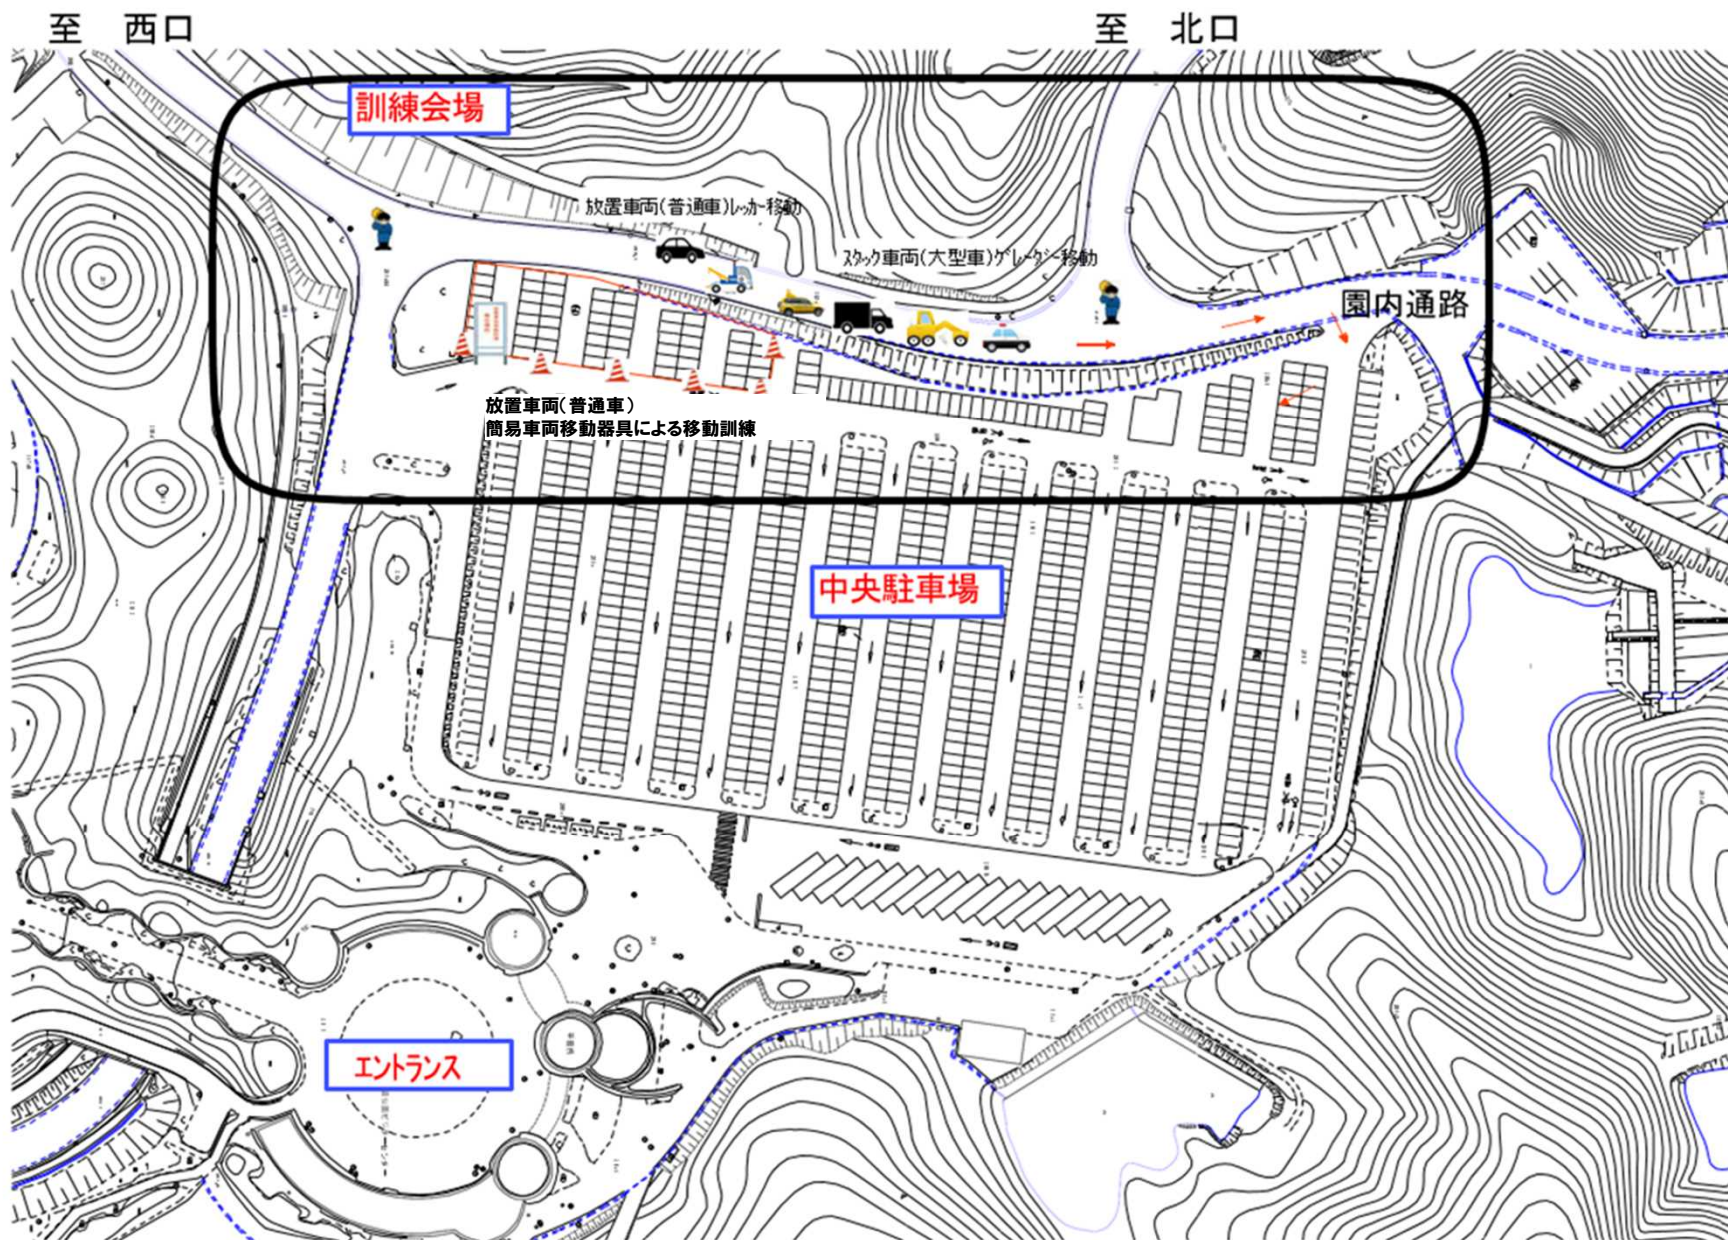 至 西口
至 北口
訓練会場
放置車両(普通車)レッカー移動
スタック車両(大型車)グレーダー移動
園内通路
放置車両(普通車)
簡易車両移動器具による移動訓練
中央駐車場
エントランス